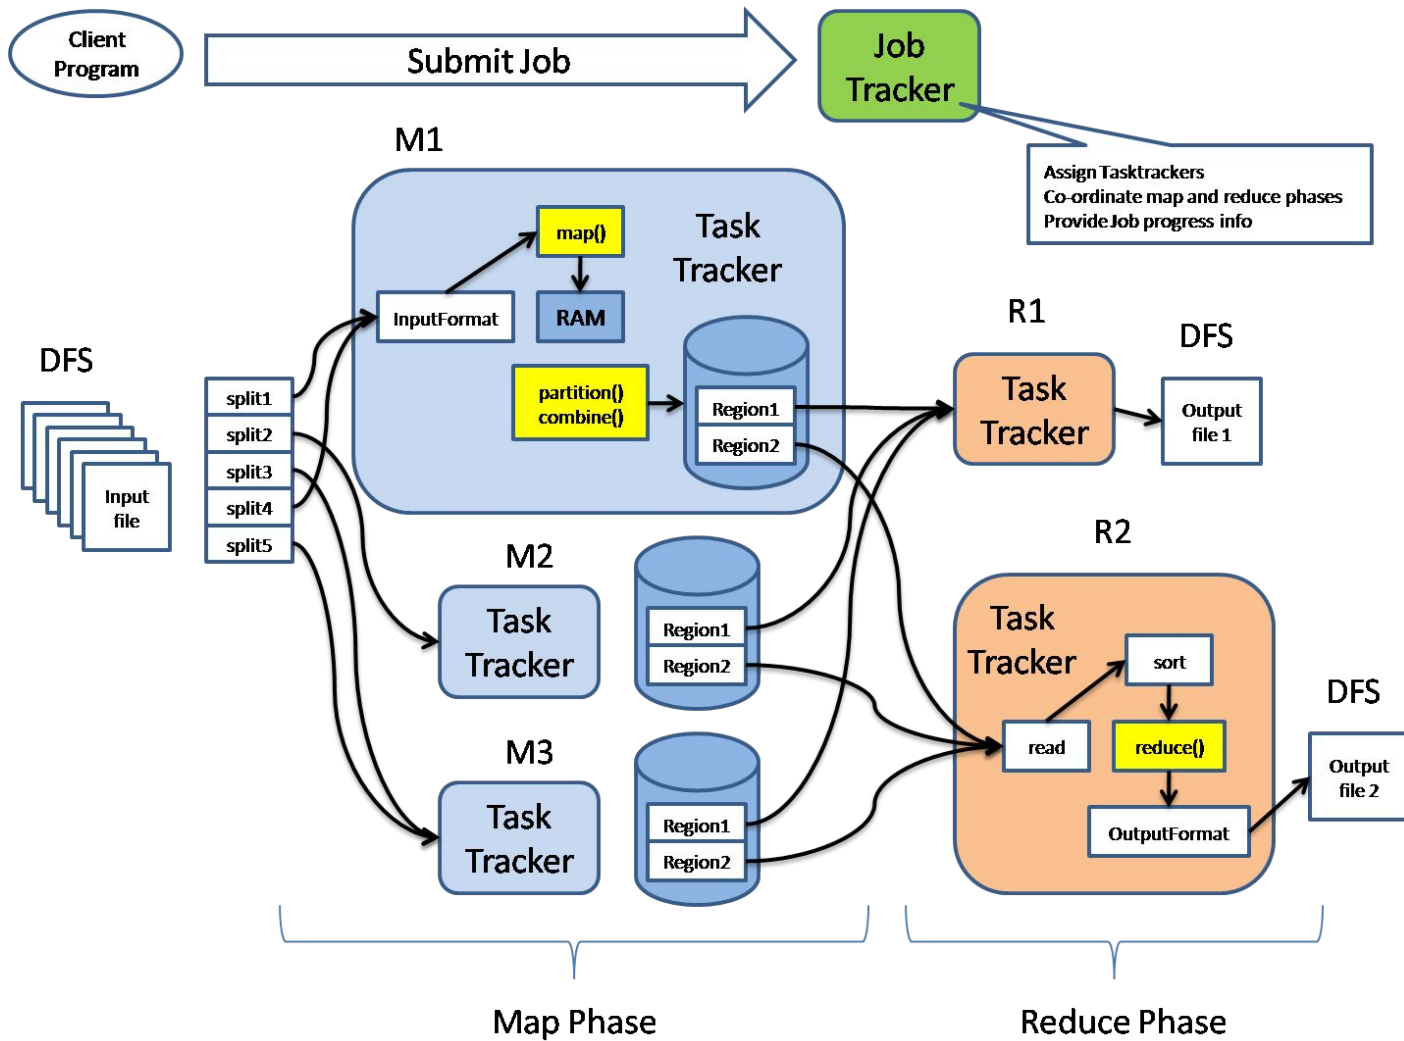 Client
Program
Submit Job
Job
Tracker
Assign Tasktrackers
Co-ordinate map and reduce phases
Provide Job progress info
M1
map()
Task
Tracker
InputFormat
RAM
partition()
combine()
Region1
Region2
DFS
Input
file
split1
split2
split3
split4
split5
M2
Task
Tracker
Region1
Region2
M3
Task
Tracker
Region1
Region2
R1
Task
Tracker
DFS
Output
file 1
R2
Task
Tracker
sort
read
reduce()
OutputFormat
DFS
Output
file 2
Map Phase
Reduce Phase